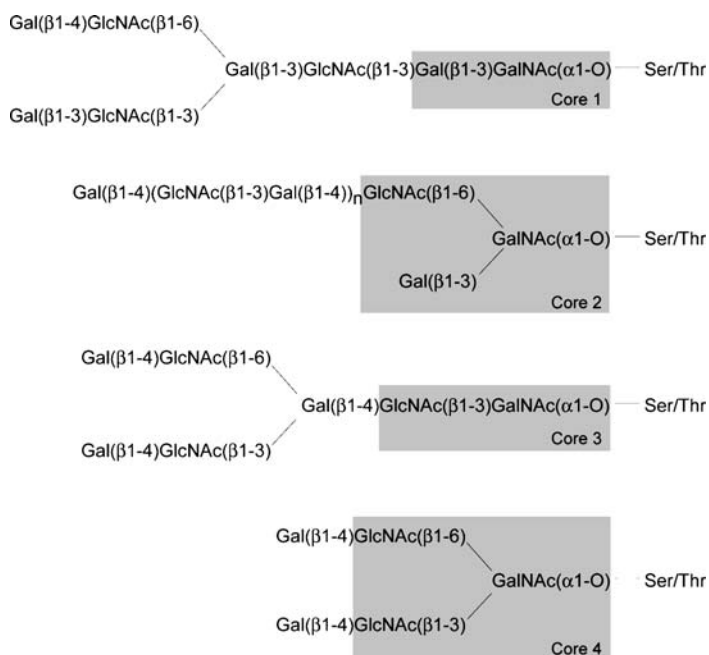 Gal(β1-4)GlcNAc(β1-6)
Gal(β1-3)GlcNAc(β1-3)Gal(β1-3)GalNAc(α1-O) Ser/Thr
Core 1
Gal(β1-3)GlcNAc(β1-3)
Gal(β1-4)(GlcNAc(β1-3)Gal(β1-4))nGlcNAc(β1-6)
GalNAc(α1-O) Ser/Thr
Gal(β1-3)
Core 2
Gal(β1-4)GlcNAc(β1-6)
Gal(β1-4)GlcNAc(β1-3)GalNAc(α1-O) Ser/Thr
Core 3
Gal(β1-4)GlcNAc(β1-3)
Gal(β1-4)GlcNAc(β1-6)
GalNAc(α1-O) Ser/Thr
Gal(β1-4)GlcNAc(β1-3)
Core 4